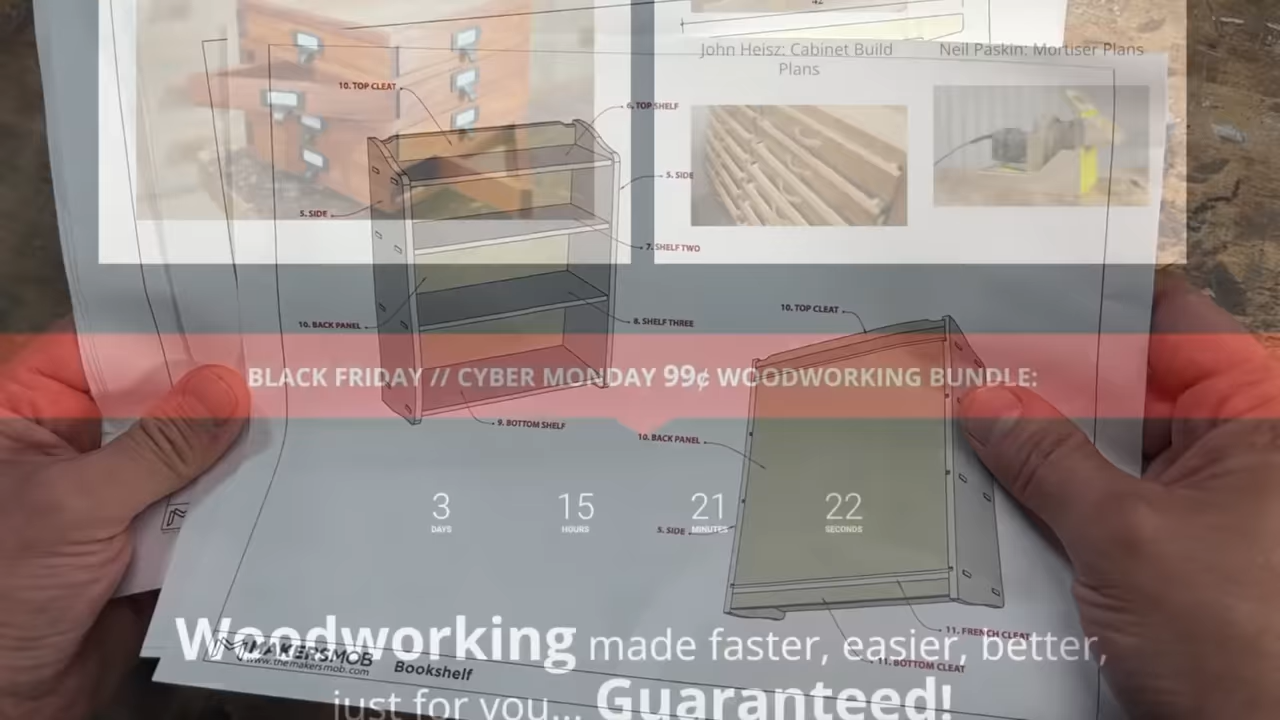 42
John Heisz: Cabinet Build
Plans
Neil Paskin: Mortiser Plans
10. TOP CLEAT
6. TOP SHELF
5. SIDE
5. SIDE
7. SHELF TWO
10. BACK PANEL
8. SHELF THREE
9. BOTTOM SHELF
10. TOP CLEAT
BLACK FRIDAY // CYBER MONDAY 99¢ WOODWORKING BUNDLE:
10. BACK PANEL
3
DAYS
15
HOURS
21
MINUTES
22
SECONDS
5. SIDE
11. FRENCH CLEAT
11. BOTTOM CLEAT
Woodworking made faster, easier, better,
just for you... Guaranteed!
MAKERSMOB
www.themakersmob.com
Bookshelf